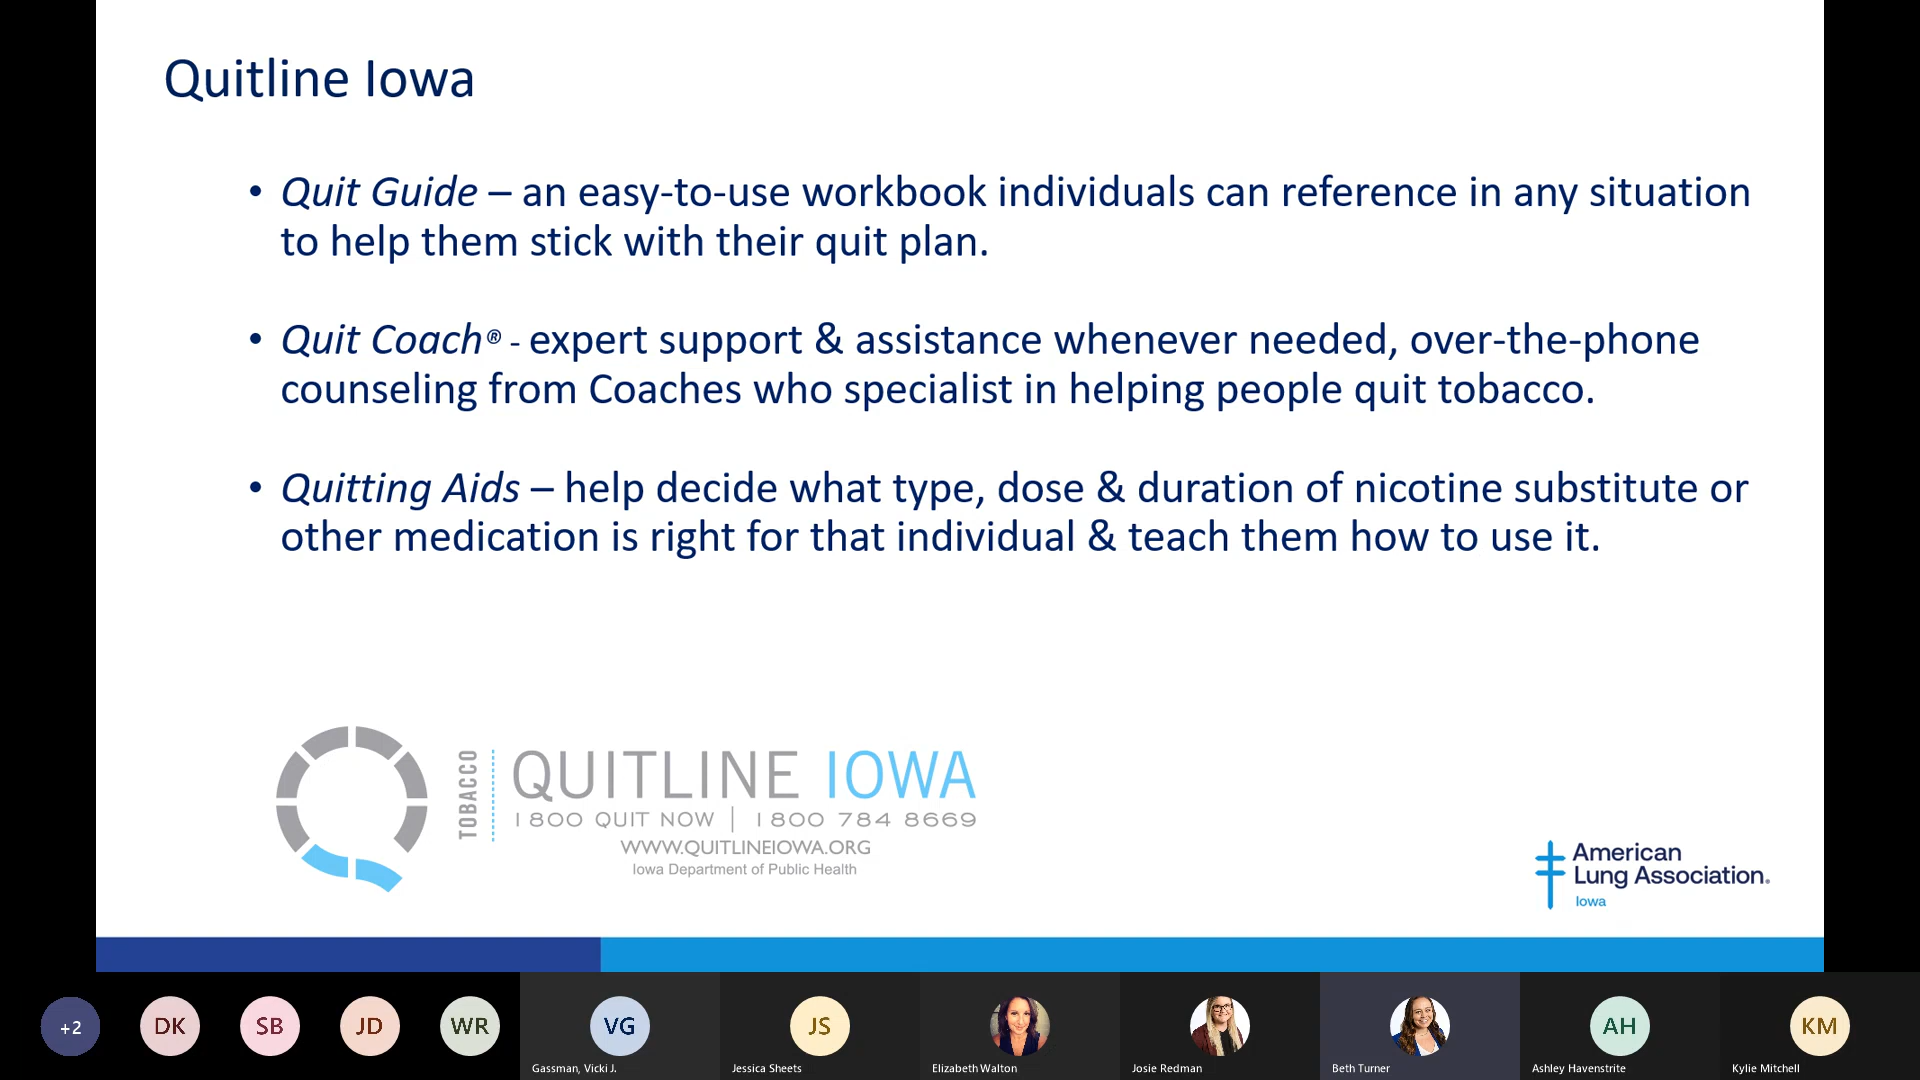 Quitline Iowa
• Quit Guide – an easy-to-use workbook individuals can reference in any situation
to help them stick with their quit plan.
• Quit Coach® - expert support & assistance whenever needed, over-the-phone
counseling from Coaches who specialist in helping people quit tobacco.
• Quitting Aids – help decide what type, dose & duration of nicotine substitute or
other medication is right for that individual & teach them how to use it.
TOBACCO
QUITLINE IOWA
1 800 QUIT NOW | 1 800 784 8669
WWW.QUITLINEIOWA.ORG
Iowa Department of Public Health
American
Lung Association.
Iowa
+2
DK
SB
JD
WR
VG
Gassman, Vicki J.
JS
Jessica Sheets
Elizabeth Walton
Josie Redman
Beth Turner
AH
Ashley Havenstrite
KM
Kylie Mitchell